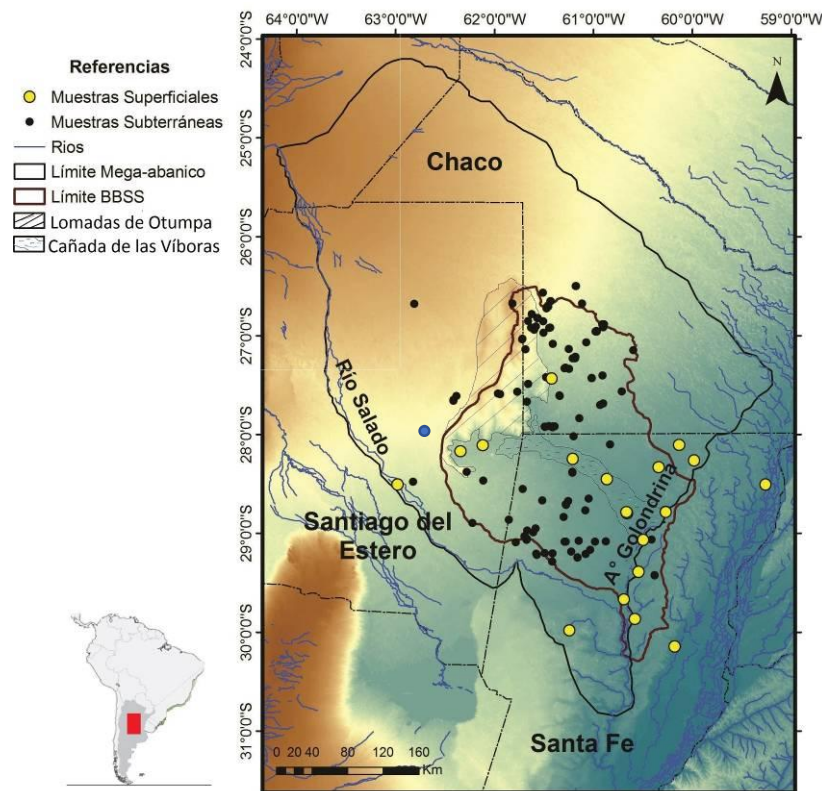 64°0'0"W
63°0'0"W
62°0'0"W
61°0'0"W
60°0'0"W
59°0'0"W
24°0'0"S
25°0'0"S
26°0'0"S
27°0'0"S
28°0'0"S
29°0'0"S
30°0'0"S
31°0'0"S
Referencias
Muestras Superficiales
Muestras Subterráneas
Rios
Límite Mega-abanico
Límite BBSS
Lomadas de Otumpa
Cañada de las Víboras
N
Chaco
Río Salado
Santiago del
Estero
A° Golondrina
Santa Fe
0 20 40 80 120 160
Km